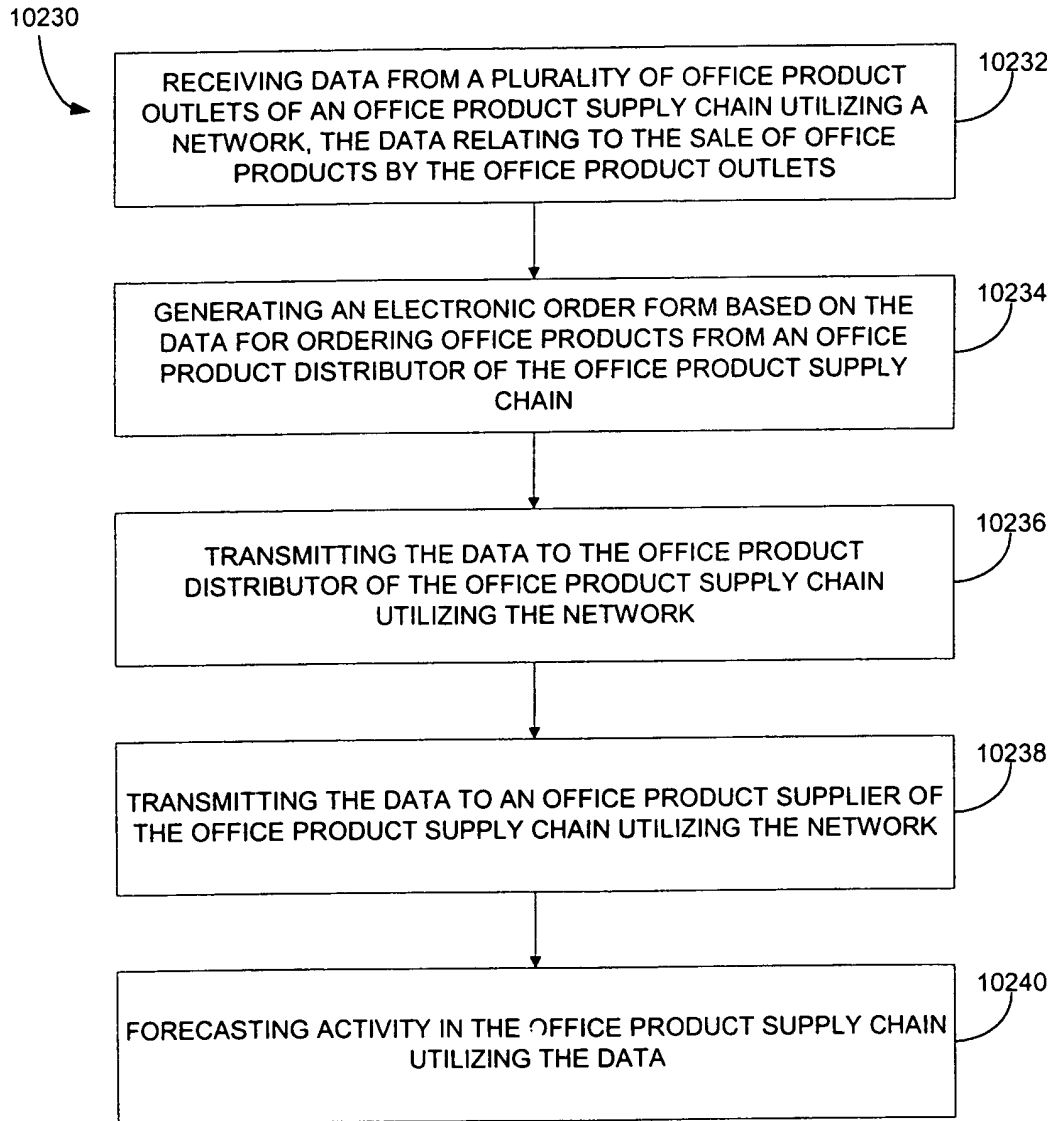 10230
RECEIVING DATA FROM A PLURALITY OF OFFICE PRODUCT
OUTLETS OF AN OFFICE PRODUCT SUPPLY CHAIN UTILIZING A
NETWORK, THE DATA RELATING TO THE SALE OF OFFICE
PRODUCTS BY THE OFFICE PRODUCT OUTLETS
10232
GENERATING AN ELECTRONIC ORDER FORM BASED ON THE
DATA FOR ORDERING OFFICE PRODUCTS FROM AN OFFICE
PRODUCT DISTRIBUTOR OF THE OFFICE PRODUCT SUPPLY
CHAIN
10234
TRANSMITTING THE DATA TO THE OFFICE PRODUCT
DISTRIBUTOR OF THE OFFICE PRODUCT SUPPLY CHAIN
UTILIZING THE NETWORK
10236
TRANSMITTING THE DATA TO AN OFFICE PRODUCT SUPPLIER OF
THE OFFICE PRODUCT SUPPLY CHAIN UTILIZING THE NETWORK
10238
FORECASTING ACTIVITY IN THE OFFICE PRODUCT SUPPLY CHAIN
UTILIZING THE DATA
10240